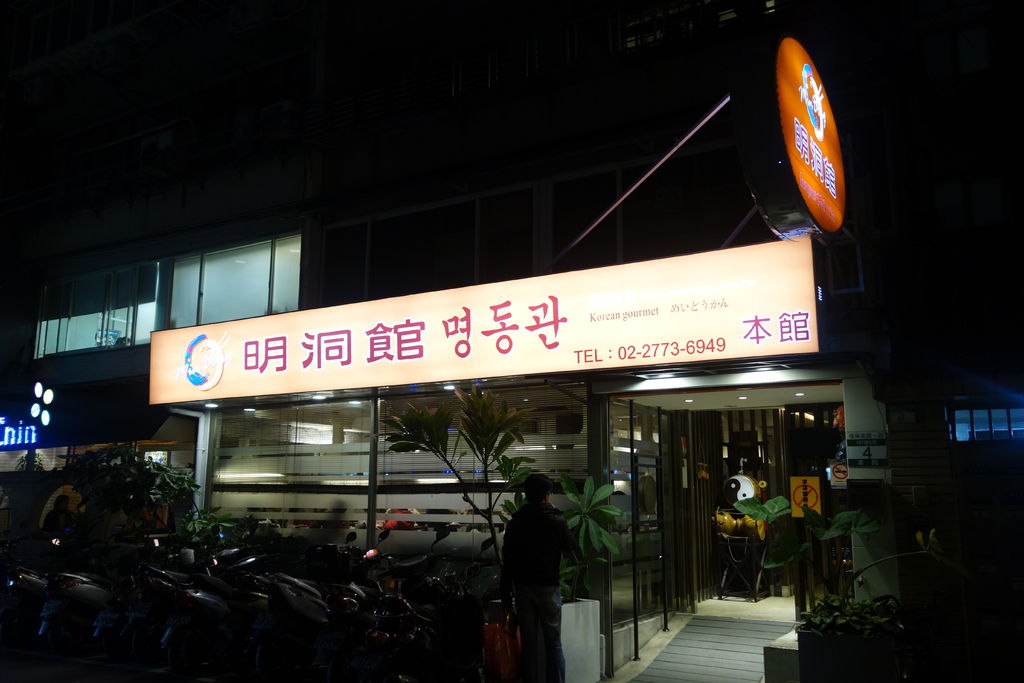 明洞館
明洞館 명동관
Korean gourmet めいどうかん
TEL：02-2773-6949
本館
4